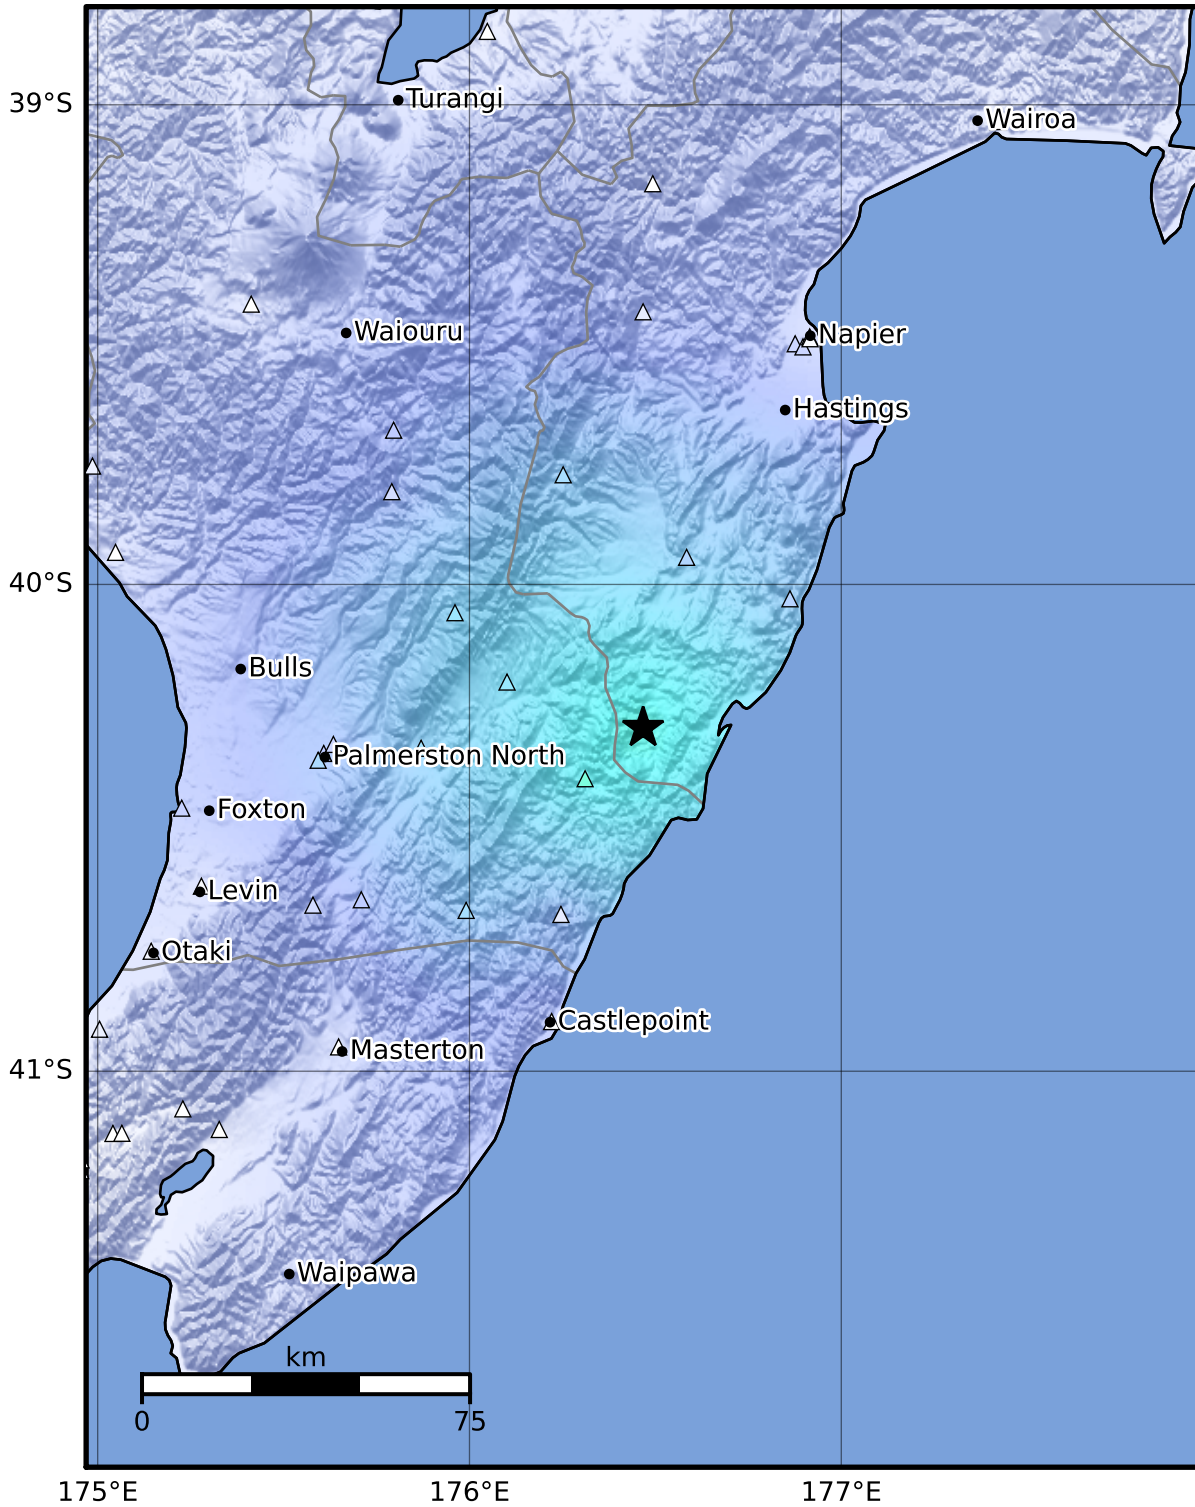 Turangi
39°S
Wairoa
Waiouru
Napier
Hastings
40°S
Bulls
Palmerston North
Foxton
Levin
Otaki
Castlepoint
Masterton
41°S
Waipawa
km
0 75
175°E 176°E 177°E